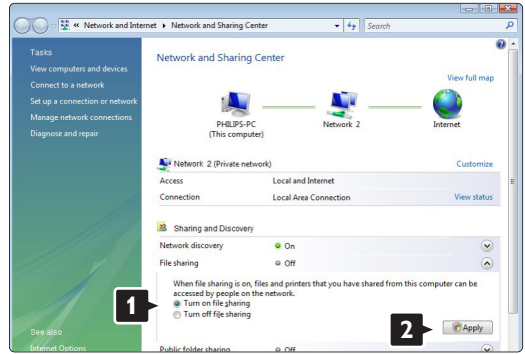 « Network and Internet ▸ Network and Sharing Center
Search
Tasks
View computers and devices
Connect to a network
Set up a connection or network
Manage network connections
Diagnose and repair
See also
Internet Options
Network and Sharing Center
View full map
PHILIPS-PC
(This computer)
Network 2
Internet
Network 2 (Private network)
Customize
Access
Local and Internet
Connection
Local Area Connection
View status
Sharing and Discovery
Network discovery
On
File sharing
Off
When file sharing is on, files and printers that you have shared from this computer can be
accessed by people on the network.
1
Turn on file sharing
Turn off file sharing
2
Apply
Public folder sharing
Off